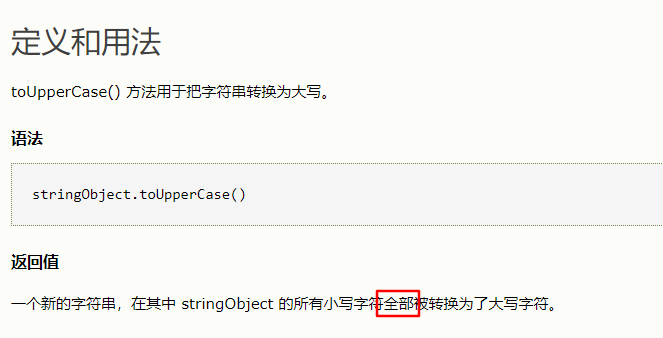 定义和用法
toUpperCase() 方法用于把字符串转换为大写。
语法
stringObject.toUpperCase()
返回值
一个新的字符串，在其中 stringObject 的所有小写字符全部被转换为了大写字符。